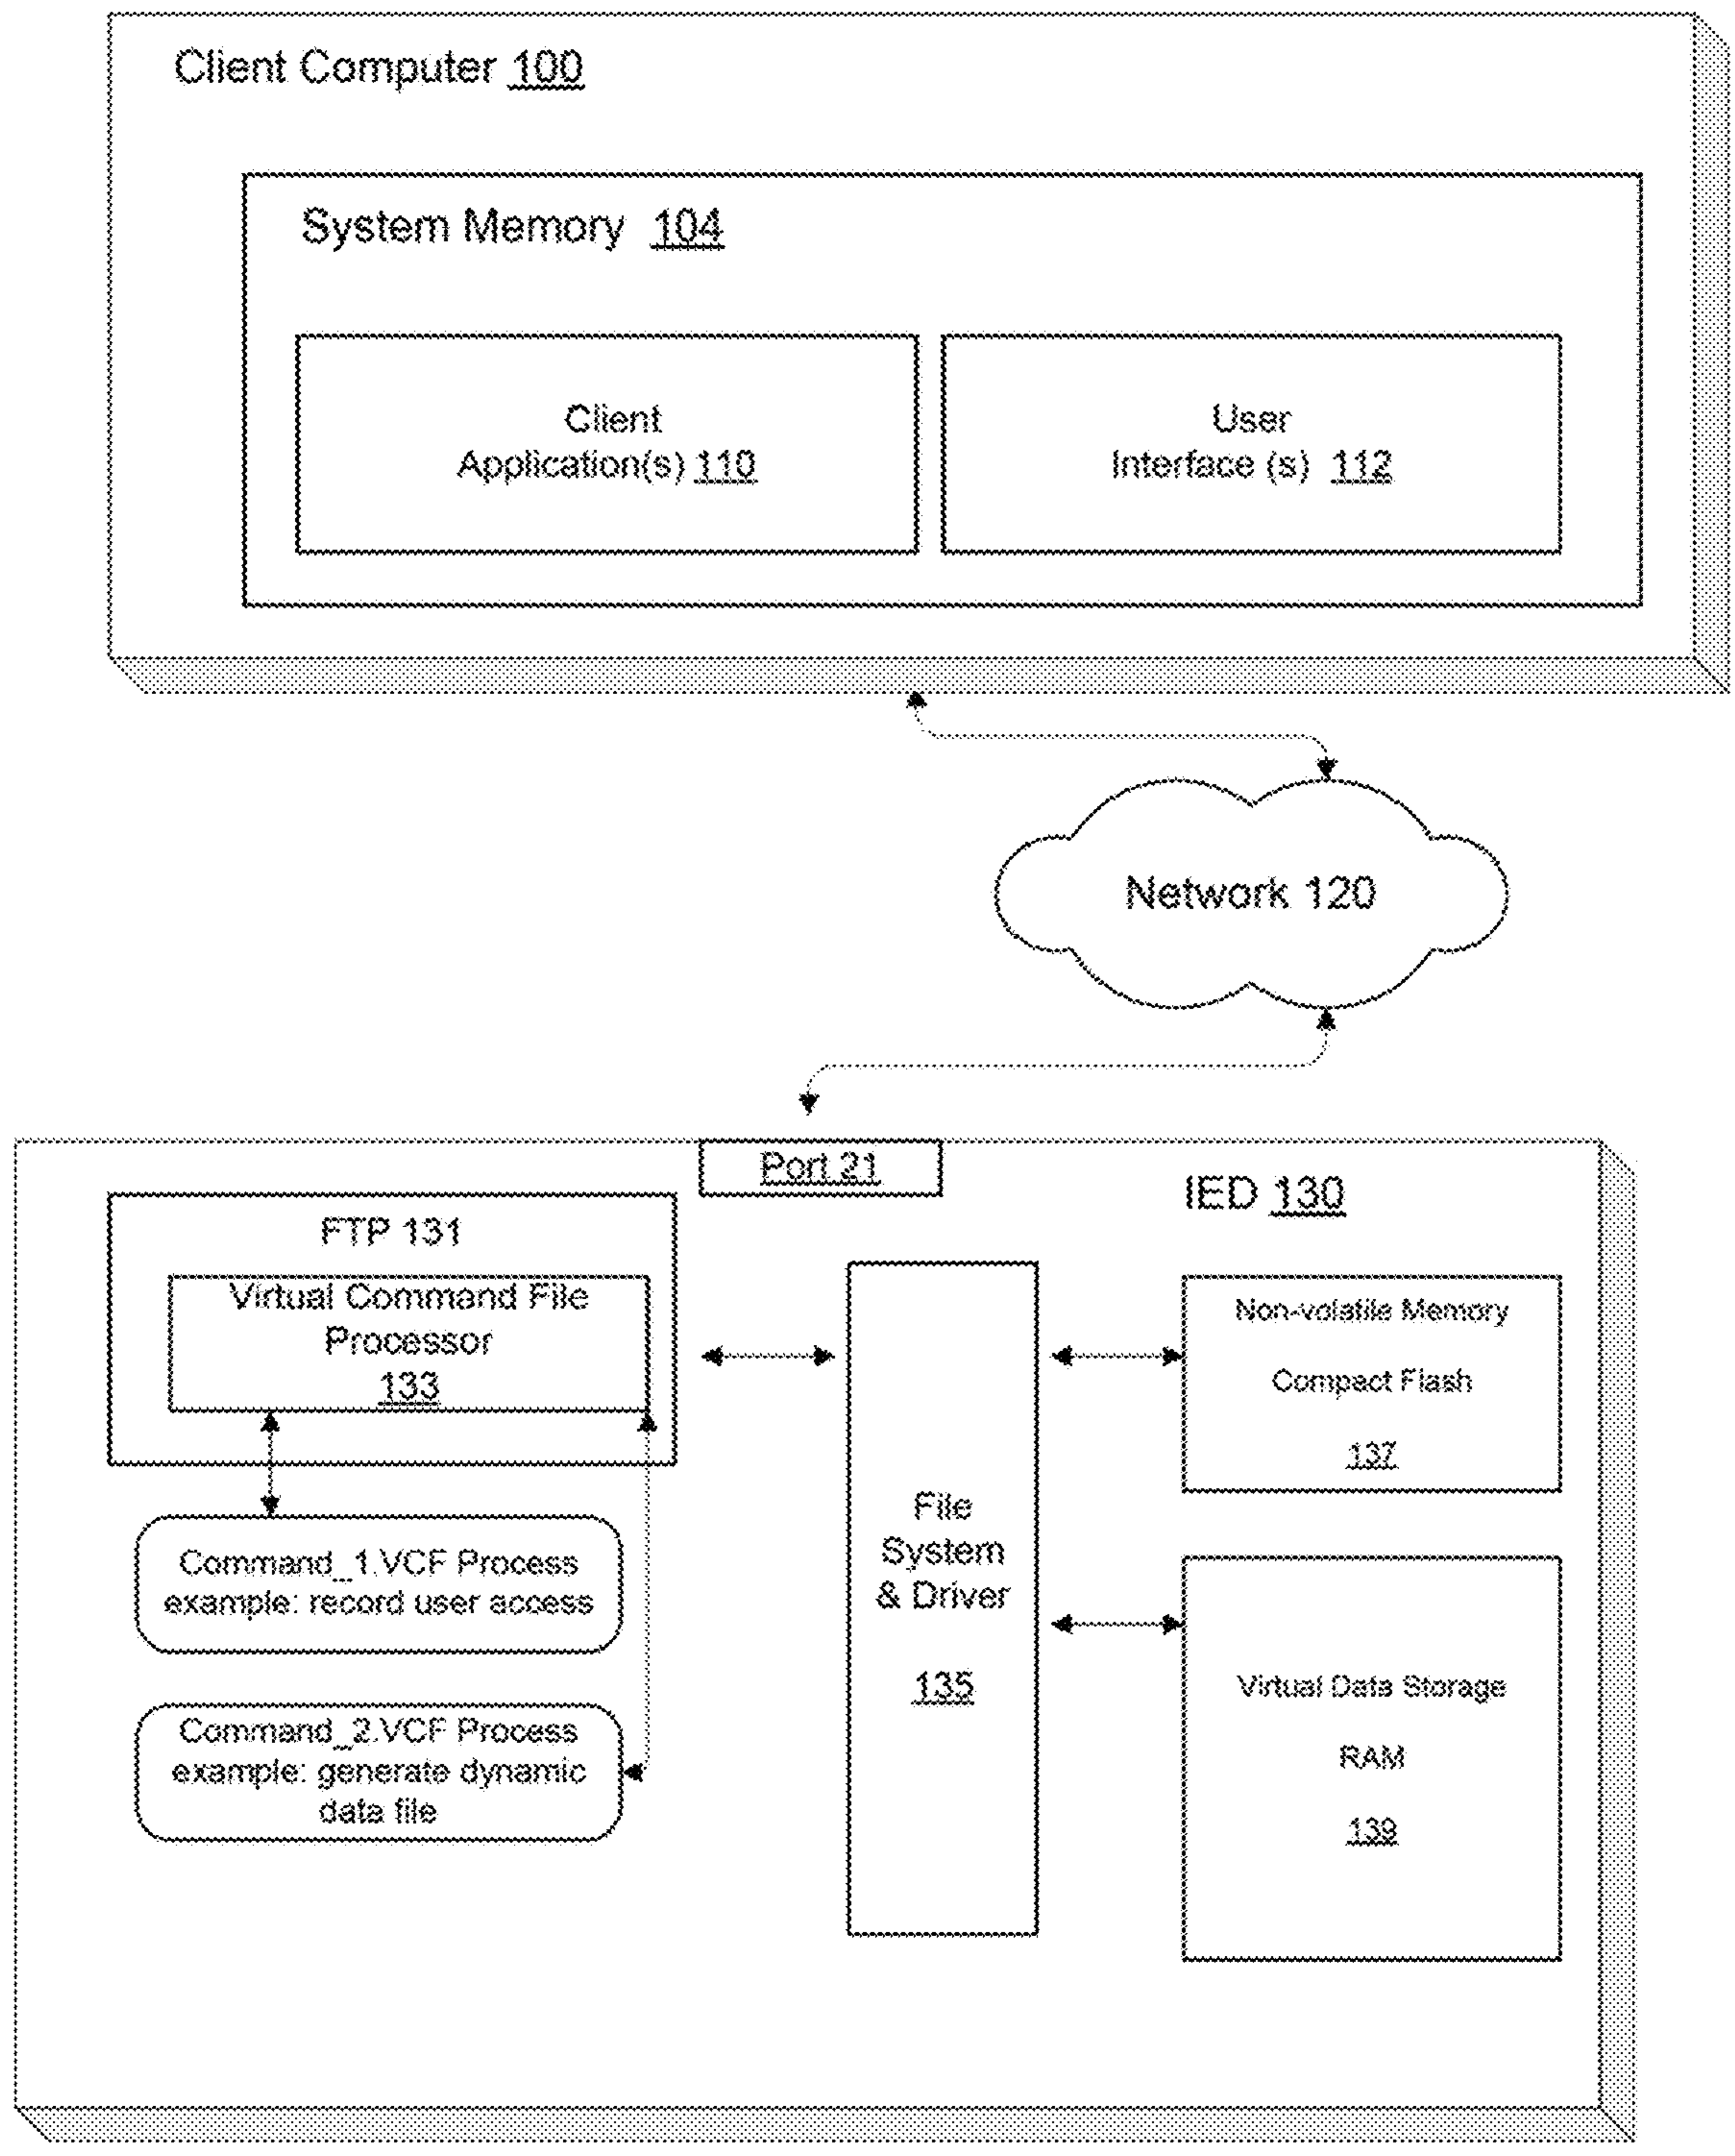 Client Computer 100
System Memory 104
Client
Application(s) 110
User
Interface (s) 112
Network 120
Port 21
IED 130
FTP 131
Virtual Command File
Processor
133
Command_1.VCF Process
example: record user access
Command_2.VCF Process
example: generate dynamic
data file
File
System
& Driver
135
Non-volatile Memory
Compact Flash
137
Virtual Data Storage
RAM
139